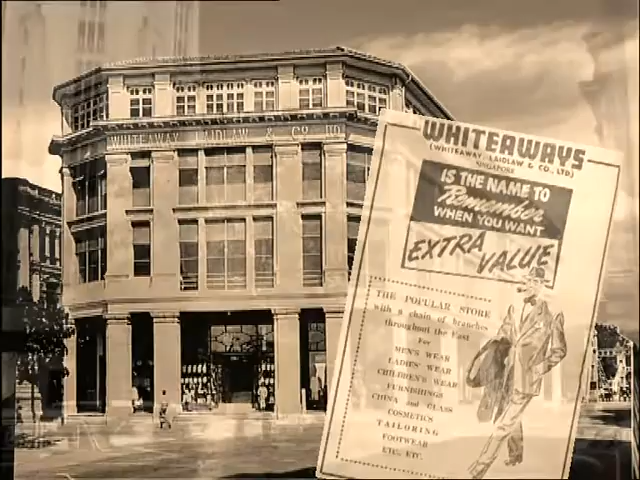 WHITEAWAY LAIDLAW & Co LTD
WHITEAWAYS
(WHITEAWAY, LAIDLAW & CO., LTD.)
SINGAPORE
IS THE NAME TO
Remember
WHEN YOU WANT
EXTRA
VALUE
THE POPULAR STORE
with a chain of branches
throughout the East
For
MEN'S WEAR
LADIES' WEAR
CHILDREN'S WEAR
FURNISHINGS
CHINA and GLASS
COSMETICS
TAILORING
FOOTWEAR
ETC. ETC.